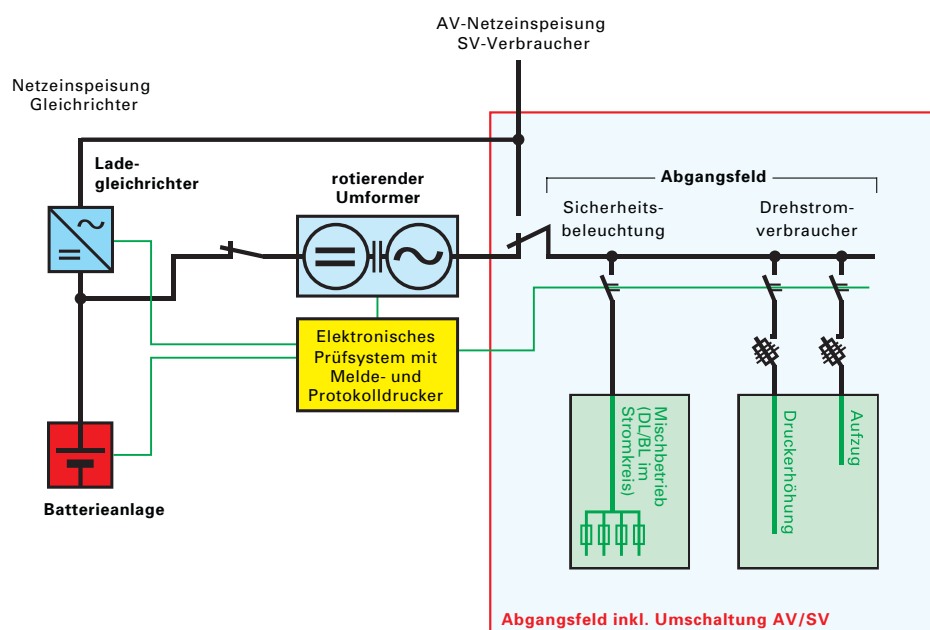 AV-Netzeinspeisung
SV-Verbraucher
Netzeinspeisung
Gleichrichter
Lade-
gleichrichter
rotierender
Umformer
Abgangsfeld
Sicherheits-
beleuchtung
Drehstrom-
verbraucher
Elektronisches
Prüfsystem mit
Melde- und
Protokolldrucker
Mischbetrieb
(DL/BL im
Stromkreis)
Druckerhöhung
Aufzug
Batterieanlage
Abgangsfeld inkl. Umschaltung AV/SV